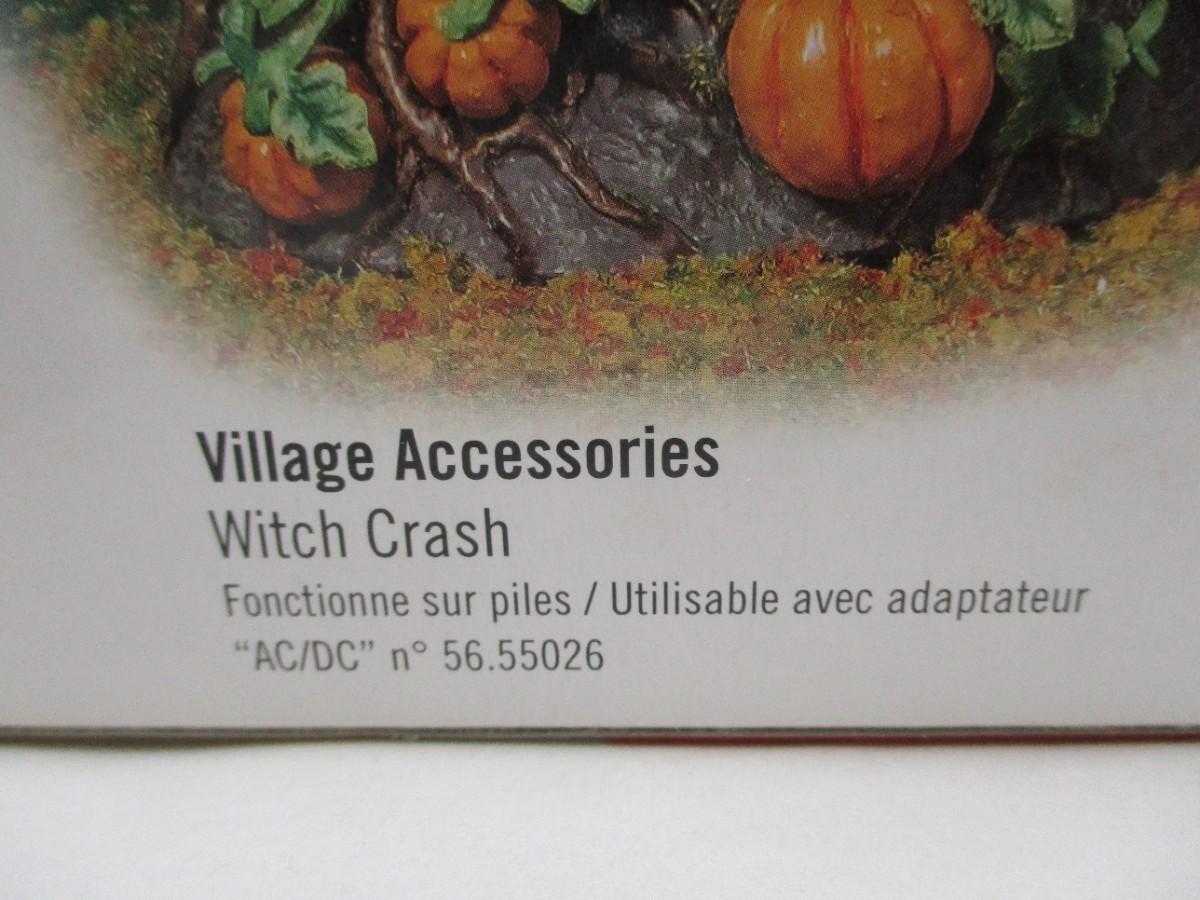 Village Accessories
Witch Crash
Fonctionne sur piles / Utilisable avec adaptateur
“AC/DC” n° 56.55026